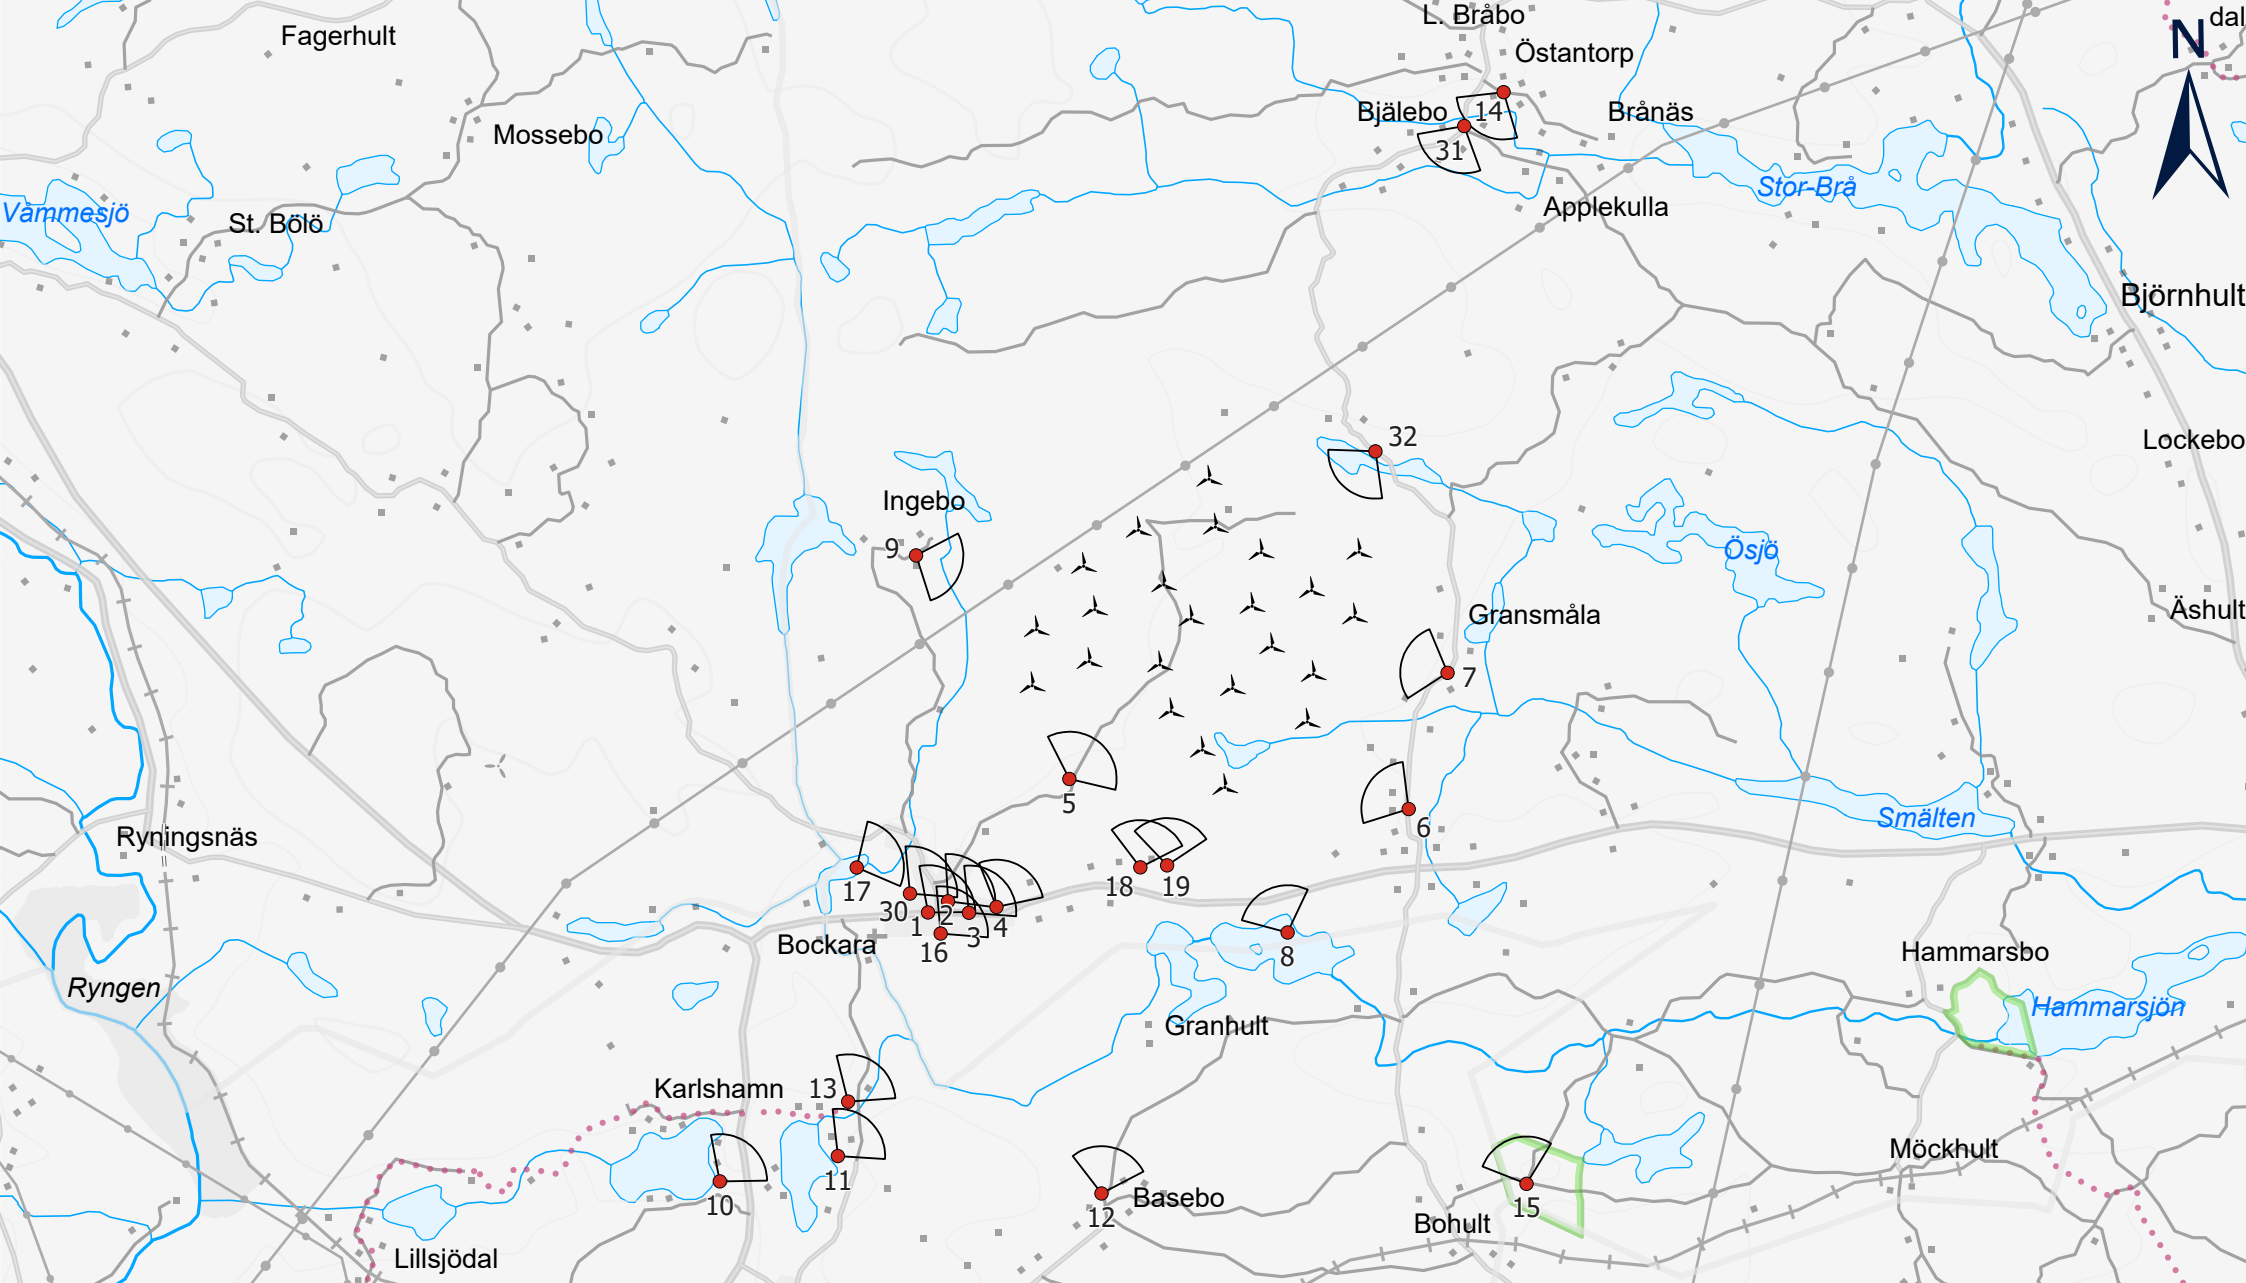 L. Bråbo
dal
Fagerhult
N
Östantorp
Bjälebo
14
Brånäs
Mossebo
31
Stor-Brå
Våmmesjö
St. Bölö
Applekulla
Björnhult
32
Lockebo
Ingebo
9
Ösjö
Äshult
Gransmåla
7
5
Smälten
6
Ryningsnäs
17
18
19
30
1
2
3
4
Bockara
16
8
Hammarsbo
Ryngen
Hammarsjön
Granhult
Karlshamn
13
Möckhult
11
10
12
Basebo
15
Bohult
Lillsjödal